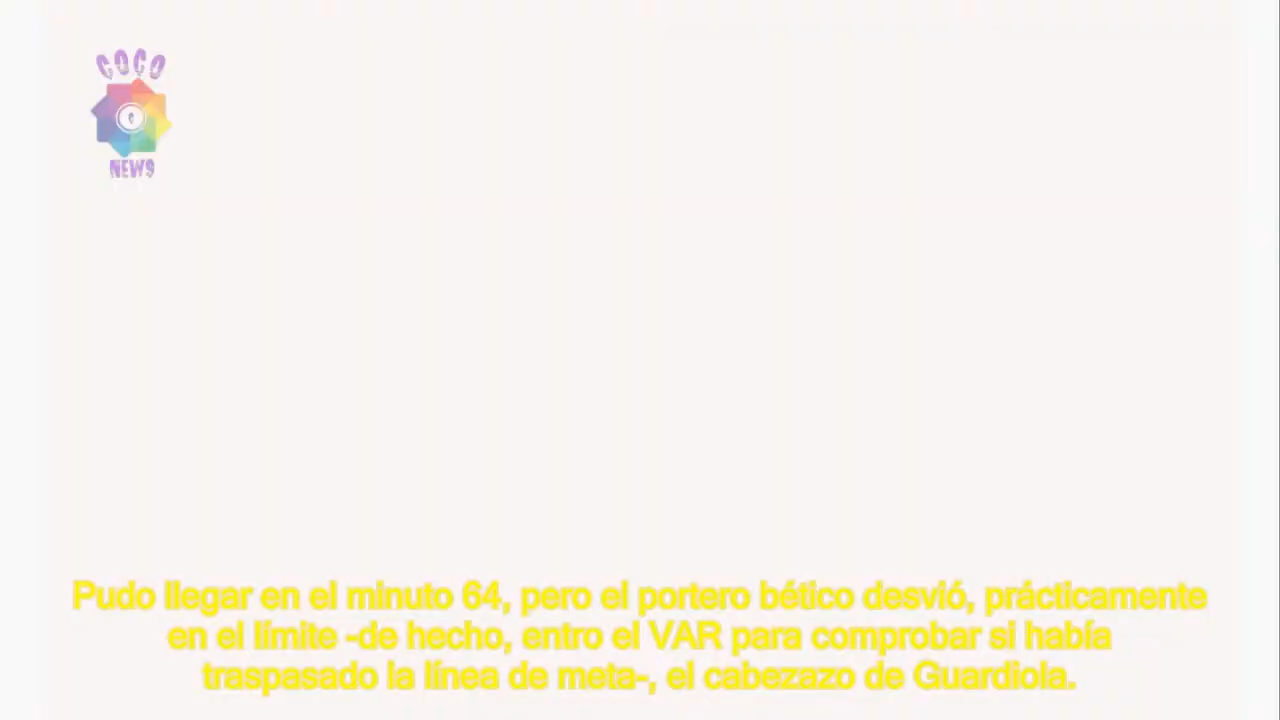 COCO
NEWS
Pudo llegar en el minuto 64, pero el portero bético desvió, prácticamente
en el límite -de hecho, entro el VAR para comprobar si había
traspasado la línea de meta-, el cabezazo de Guardiola.